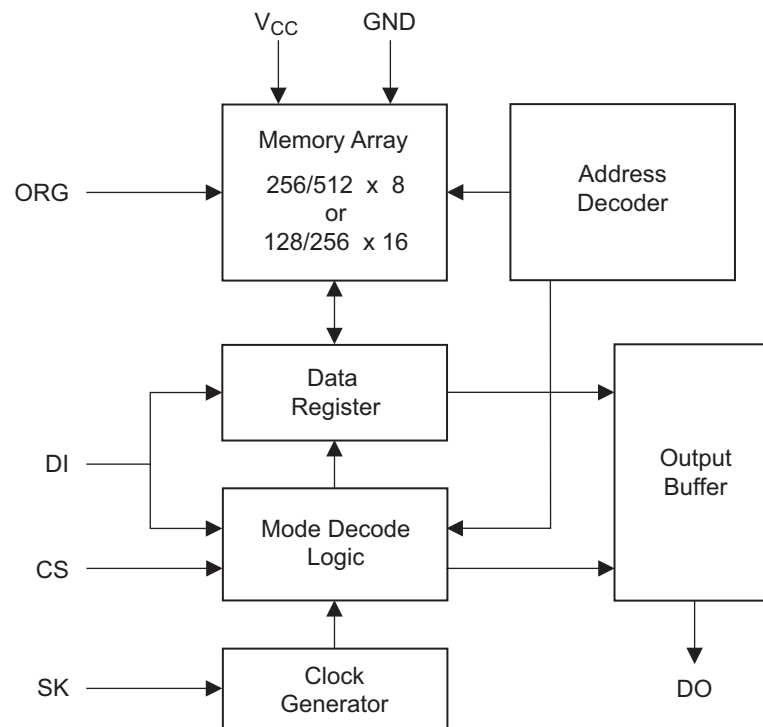 VCC
GND
Memory Array
256/512 x 8
or
128/256 x 16
Address
Decoder
ORG
Data
Register
DI
Output
Buffer
Mode Decode
Logic
CS
Clock
Generator
SK
DO